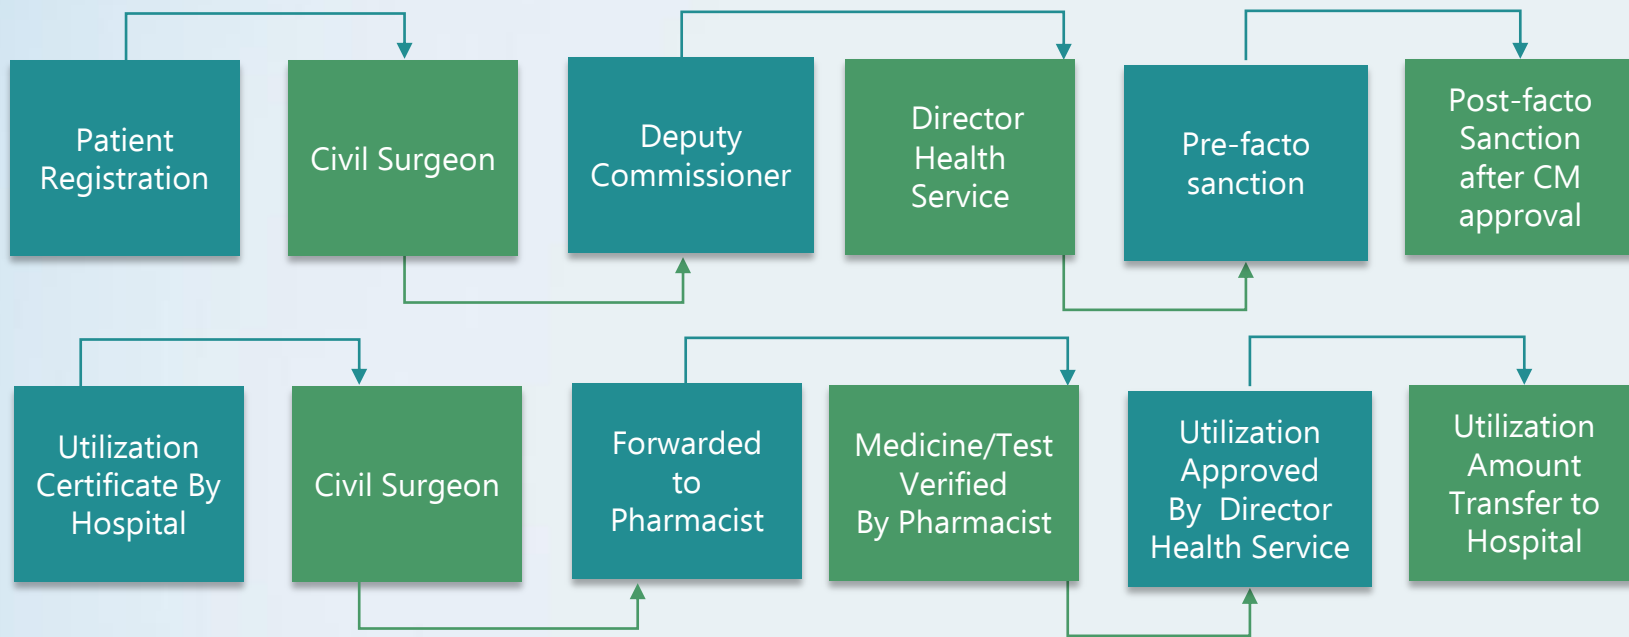 Patient
Registration
Civil Surgeon
Deputy
Commissioner
Director
Health
Service
Pre-facto
sanction
Post-facto
Sanction
after CM
approval
Utilization
Certificate By
Hospital
Civil Surgeon
Forwarded
to
Pharmacist
Medicine/Test
Verified
By Pharmacist
Utilization
Approved
By Director
Health Service
Utilization
Amount
Transfer to
Hospital